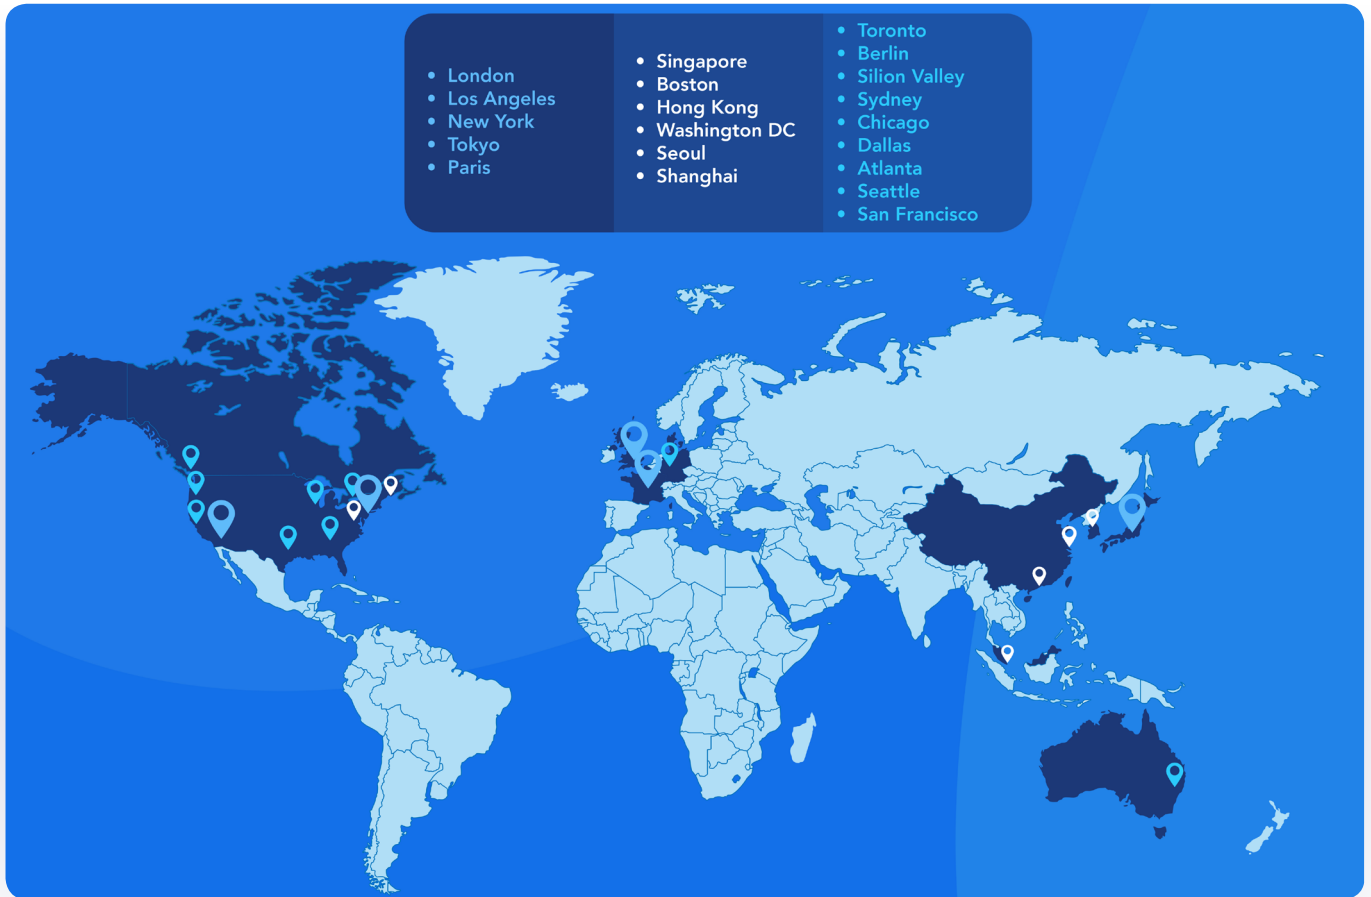 London
Los Angeles
New York
Tokyo
Paris
Singapore
Boston
Hong Kong
Washington DC
Seoul
Shanghai
Toronto
Berlin
Silion Valley
Sydney
Chicago
Dallas
Atlanta
Seattle
San Francisco